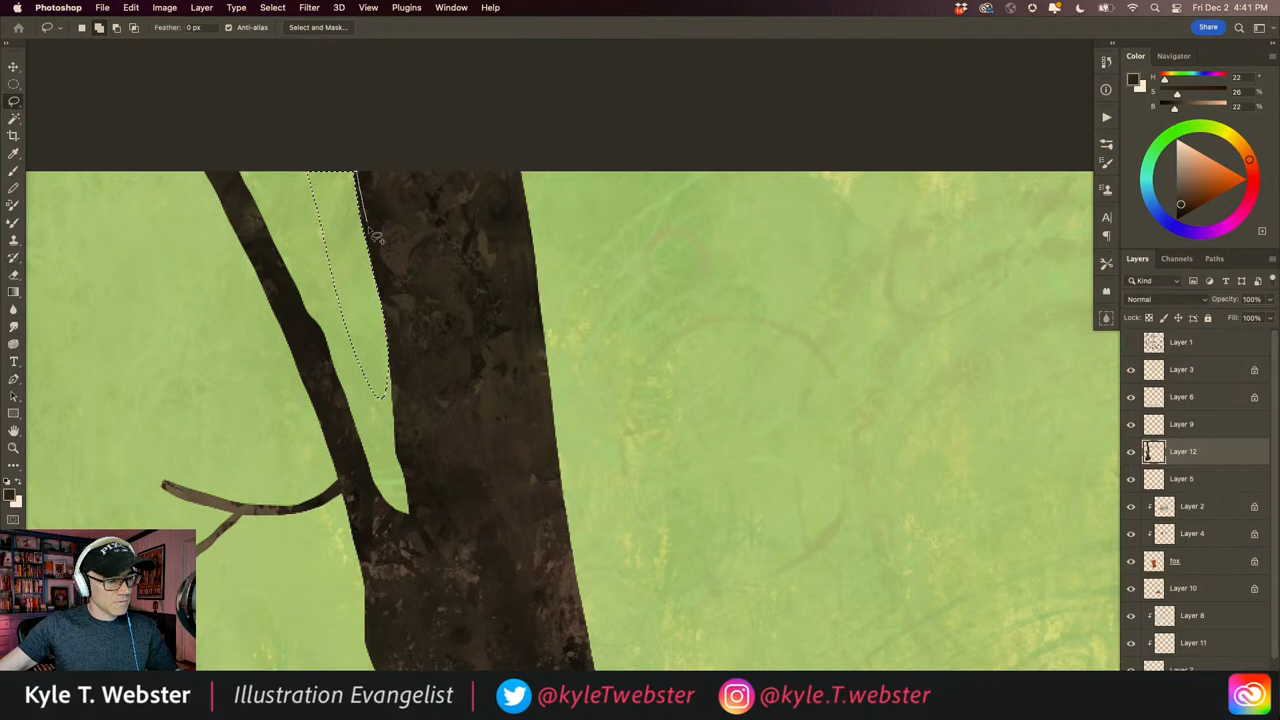 Photoshop File Edit Image Layer Type Select Filter 3D View Plugins Window Help
Fri Dec 2 4:41 PM
Feather: 0 px Anti-alias Select and Mask...
Share
Color Navigator
H 22 °
S 26 %
B 22 %
Layers Channels Paths
Kind
Normal Opacity: 100%
Lock: Fill: 100%
Layer 1
Layer 3
Layer 6
Layer 9
Layer 12
Layer 5
Layer 2
Layer 4
fox
Layer 10
Layer 8
Layer 11
Kyle T. Webster | Illustration Evangelist | @kyleTwebster | @kyle.T.webster